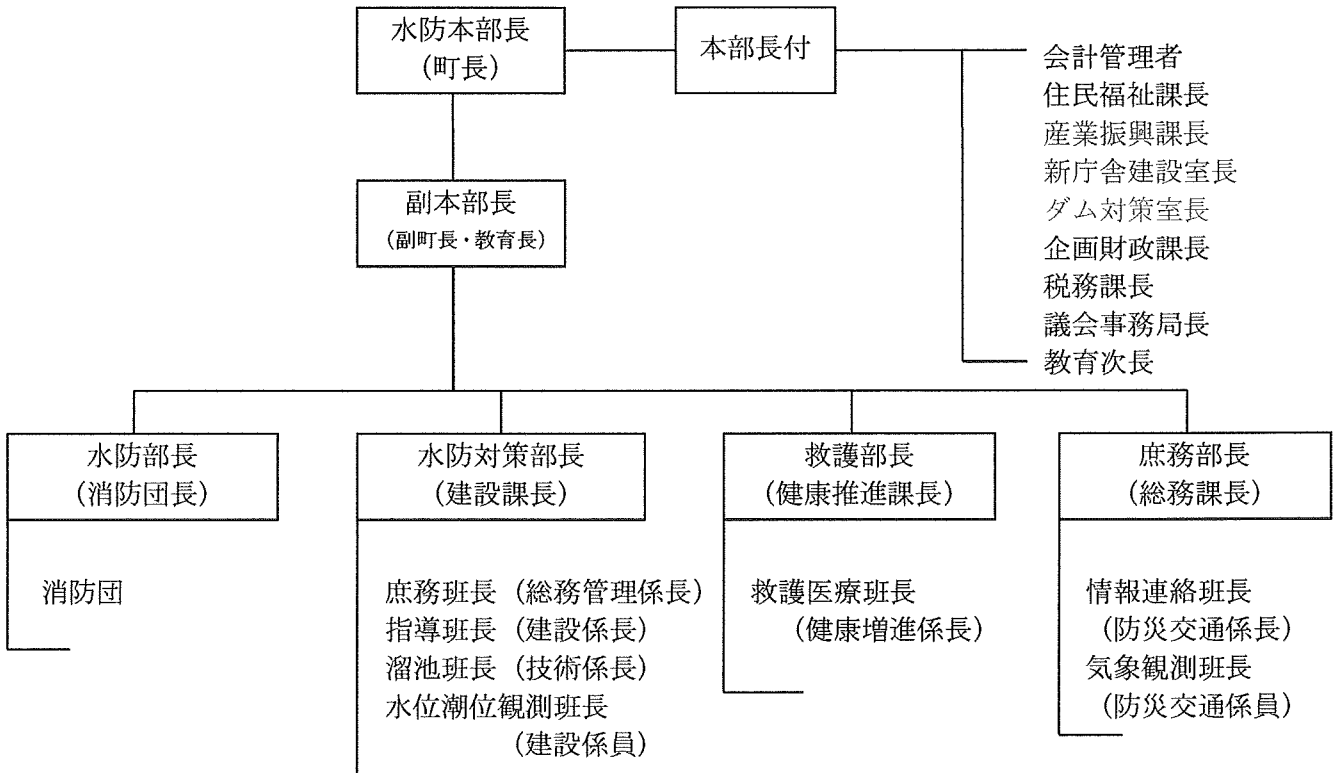 水防本部長
(町長)
本部長付
会計管理者
住民福祉課長
産業振興課長
新庁舎建設室長
ダム対策室長
企画財政課長
税務課長
議会事務局長
教育次長
副本部長
(副町長・教育長)
水防部長
(消防団長)
消防団
水防対策部長
(建設課長)
庶務班長 (総務管理係長)
指導班長 (建設係長)
溜池班長 (技術係長)
水位潮位観測班長
(建設係員)
救護部長
(健康推進課長)
救護医療班長
(健康増進係長)
庶務部長
(総務課長)
情報連絡班長
(防災交通係長)
気象観測班長
(防災交通係員)